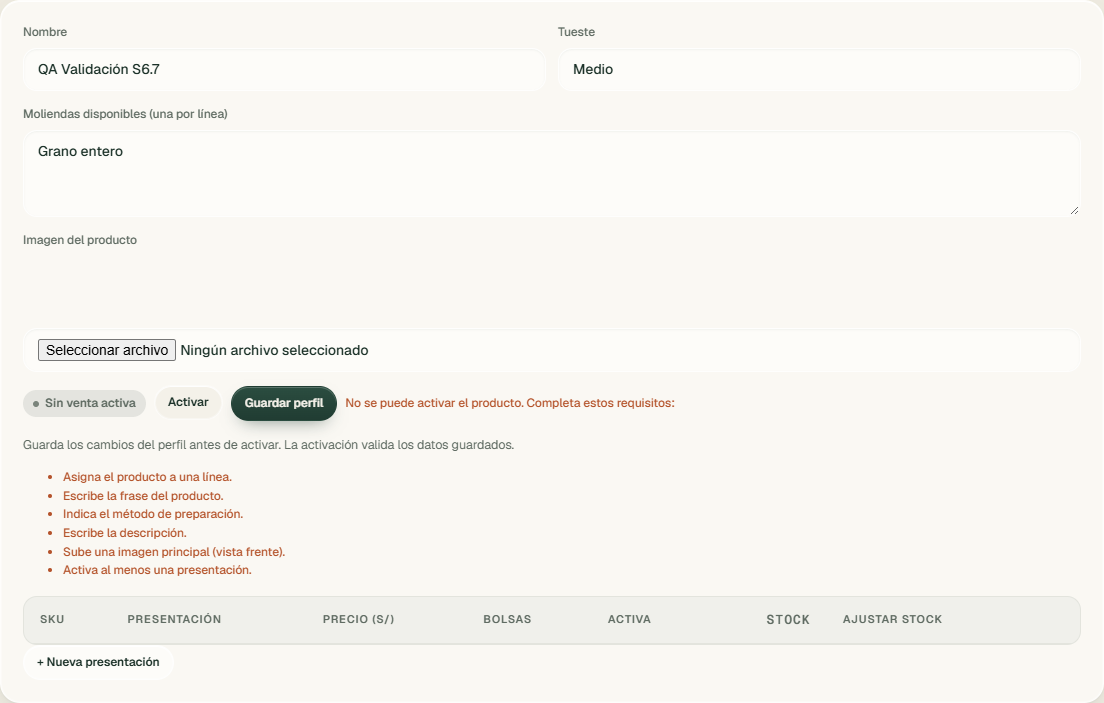 Nombre
Tueste
QA Validación S6.7
Medio
Moliendas disponibles (una por línea)
Grano entero
Imagen del producto
Seleccionar archivo Ningún archivo seleccionado
Sin venta activa Activar Guardar perfil No se puede activar el producto. Completa estos requisitos:
Guarda los cambios del perfil antes de activar. La activación valida los datos guardados.
• Asigna el producto a una línea.
• Escribe la frase del producto.
• Indica el método de preparación.
• Escribe la descripción.
• Sube una imagen principal (vista frente).
• Activa al menos una presentación.
SKU PRESENTACIÓN PRECIO (S/) BOLSAS ACTIVA STOCK AJUSTAR STOCK
+ Nueva presentación